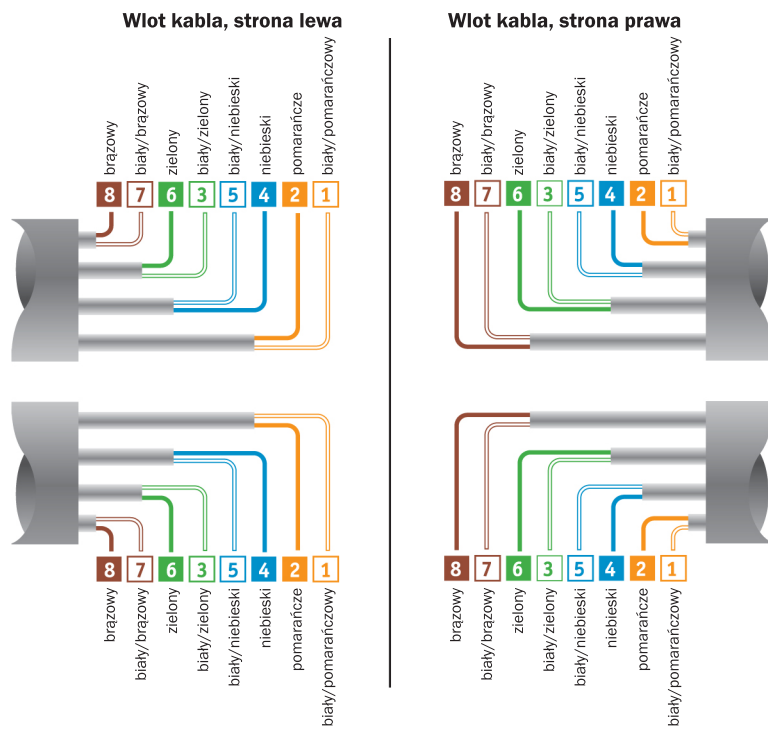 Wlot kabla, strona lewa
brązowy
biały/brązowy
zielony
biały/zielony
biały/niebieski
niebieski
pomarańcze
biały/pomarańczowy
8 7 6 3 5 4 2 1
8 7 6 3 5 4 2 1
brązowy
biały/brązowy
zielony
biały/zielony
biały/niebieski
niebieski
pomarańcze
biały/pomarańczowy
Wlot kabla, strona prawa
brązowy
biały/brązowy
zielony
biały/zielony
biały/niebieski
niebieski
pomarańcze
biały/pomarańczowy
8 7 6 3 5 4 2 1
8 7 6 3 5 4 2 1
brązowy
biały/brązowy
zielony
biały/zielony
biały/niebieski
niebieski
pomarańcze
biały/pomarańczowy